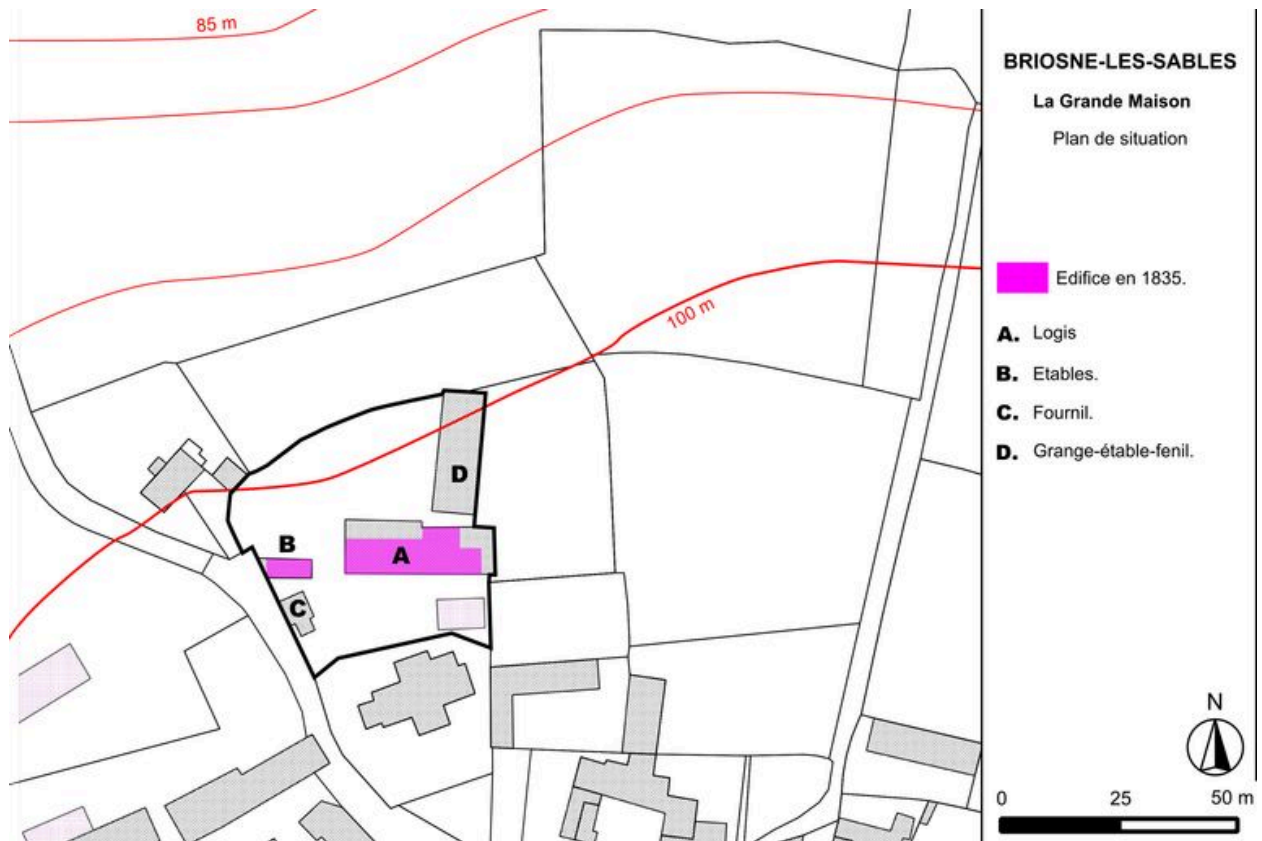 85 m
100 m
D
B
A
C
BRIOSNE-LES-SABLES
La Grande Maison
Plan de situation
Edifice en 1835.
A. Logis
B. Etables.
C. Fournil.
D. Grange-étable-fenil.
N
0 25 50 m